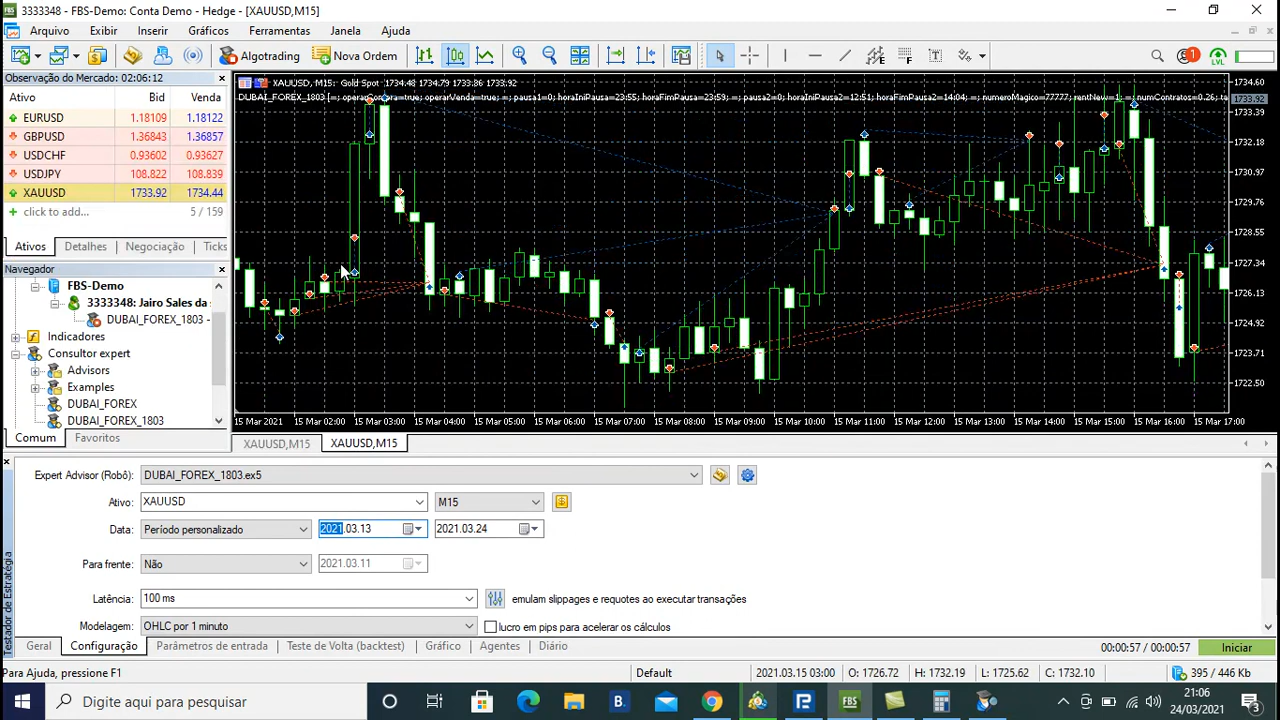 3333348 - FBS-Demo: Conta Demo - Hedge - [XAUUSD,M15]
Arquivo Exibir Inserir Gráficos Ferramentas Janela Ajuda
Algotrading Nova Ordem 1 LVL
Observação do Mercado: 02:06:12
Ativo Bid Venda
EURUSD 1.18109 1.18122
GBPUSD 1.36843 1.36857
USDCHF 0.93602 0.93627
USDJPY 108.822 108.839
XAUUSD 1733.92 1734.44
click to add... 5 / 159
Ativos Detalhes Negociação Ticks
Navegador
FBS-Demo
3333348: Jairo Sales da
DUBAI_FOREX_1803 -
Indicadores
Consultor expert
Advisors
Examples
DUBAI_FOREX
DUBAI_FOREX_1803
Comum Favoritos
XAUUSD, M15: Gold Spot 1734.48 1734.79 1733.86 1733.92
1734.60
1733.92
1733.39
1732.18
1730.97
1729.76
1728.55
1727.34
1726.13
1724.92
1723.71
1722.50
15 Mar 2021 15 Mar 02:00 15 Mar 03:00 15 Mar 04:00 15 Mar 05:00 15 Mar 06:00 15 Mar 07:00 15 Mar 08:00 15 Mar 09:00 15 Mar 10:00 15 Mar 11:00 15 Mar 12:00 15 Mar 13:00 15 Mar 14:00 15 Mar 15:00 15 Mar 16:00 15 Mar 17:00
XAUUSD,M15 XAUUSD,M15
Expert Advisor (Robô): DUBAI_FOREX_1803.ex5
Ativo: XAUUSD M15
Data: Período personalizado 2021.03.13 2021.03.24
Para frente: Não 2021.03.11
Latência: 100 ms emulam slippages e requotes ao executar transações
Modelagem: OHLC por 1 minuto lucro em pips para acelerar os cálculos
Testador de Estratégia
Geral Configuração Parâmetros de entrada Teste de Volta (backtest) Gráfico Agentes Diário 00:00:57 / 00:00:57 Iniciar
Para Ajuda, pressione F1 Default 2021.03.15 03:00 O: 1726.72 H: 1732.19 L: 1725.62 C: 1732.10 395 / 446 Kb
Digite aqui para pesquisar B. FBS 21:06
24/03/2021 3